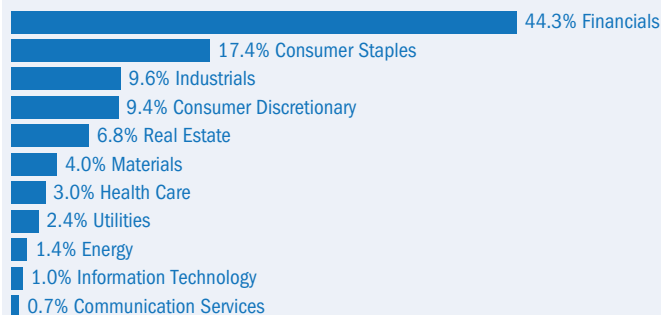 44.3% Financials
17.4% Consumer Staples
9.6% Industrials
9.4% Consumer Discretionary
6.8% Real Estate
4.0% Materials
3.0% Health Care
2.4% Utilities
1.4% Energy
1.0% Information Technology
0.7% Communication Services